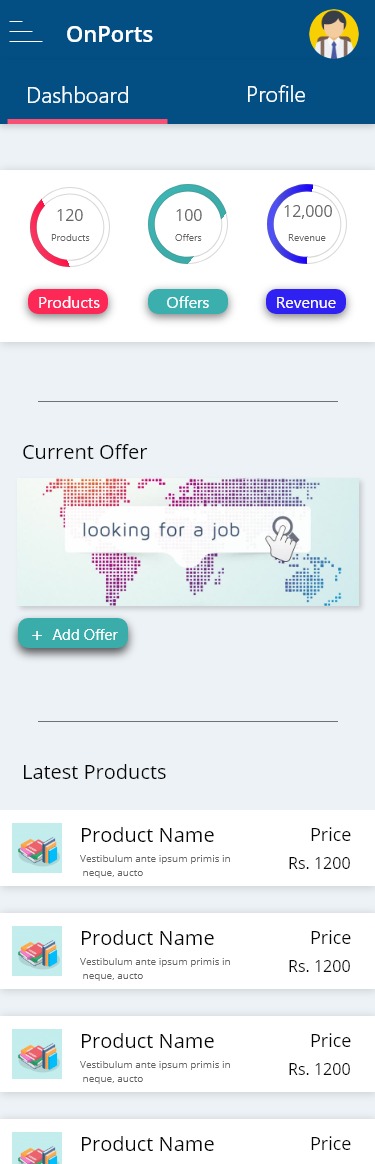 OnPorts
Dashboard
Profile
120
Products
100
Offers
12,000
Revenue
Products
Offers
Revenue
Current Offer
looking for a job
+ Add Offer
Latest Products
Product Name
Price
Vestibulum ante ipsum primis in
neque, aucto
Rs. 1200
Product Name
Price
Vestibulum ante ipsum primis in
neque, aucto
Rs. 1200
Product Name
Price
Vestibulum ante ipsum primis in
neque, aucto
Rs. 1200
Product Name
Price